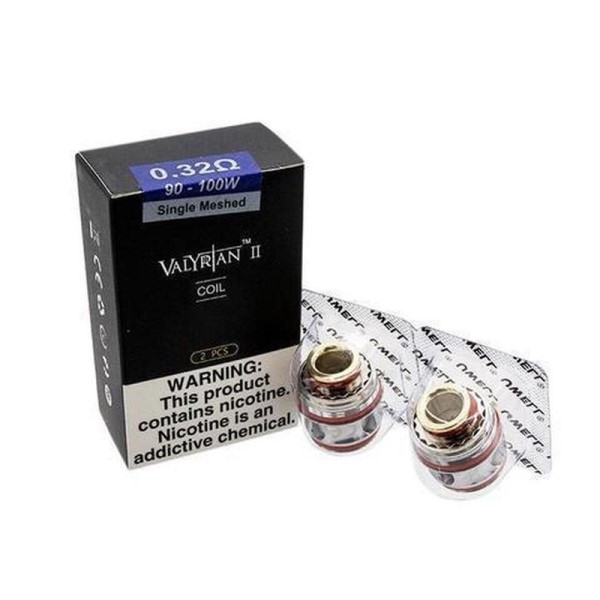 0.32Ω
90 - 100W
Single Meshed
VALYRIAN™ II
COIL
2 PCS
WARNING:
This product
contains nicotine.
Nicotine is an
addictive chemical.